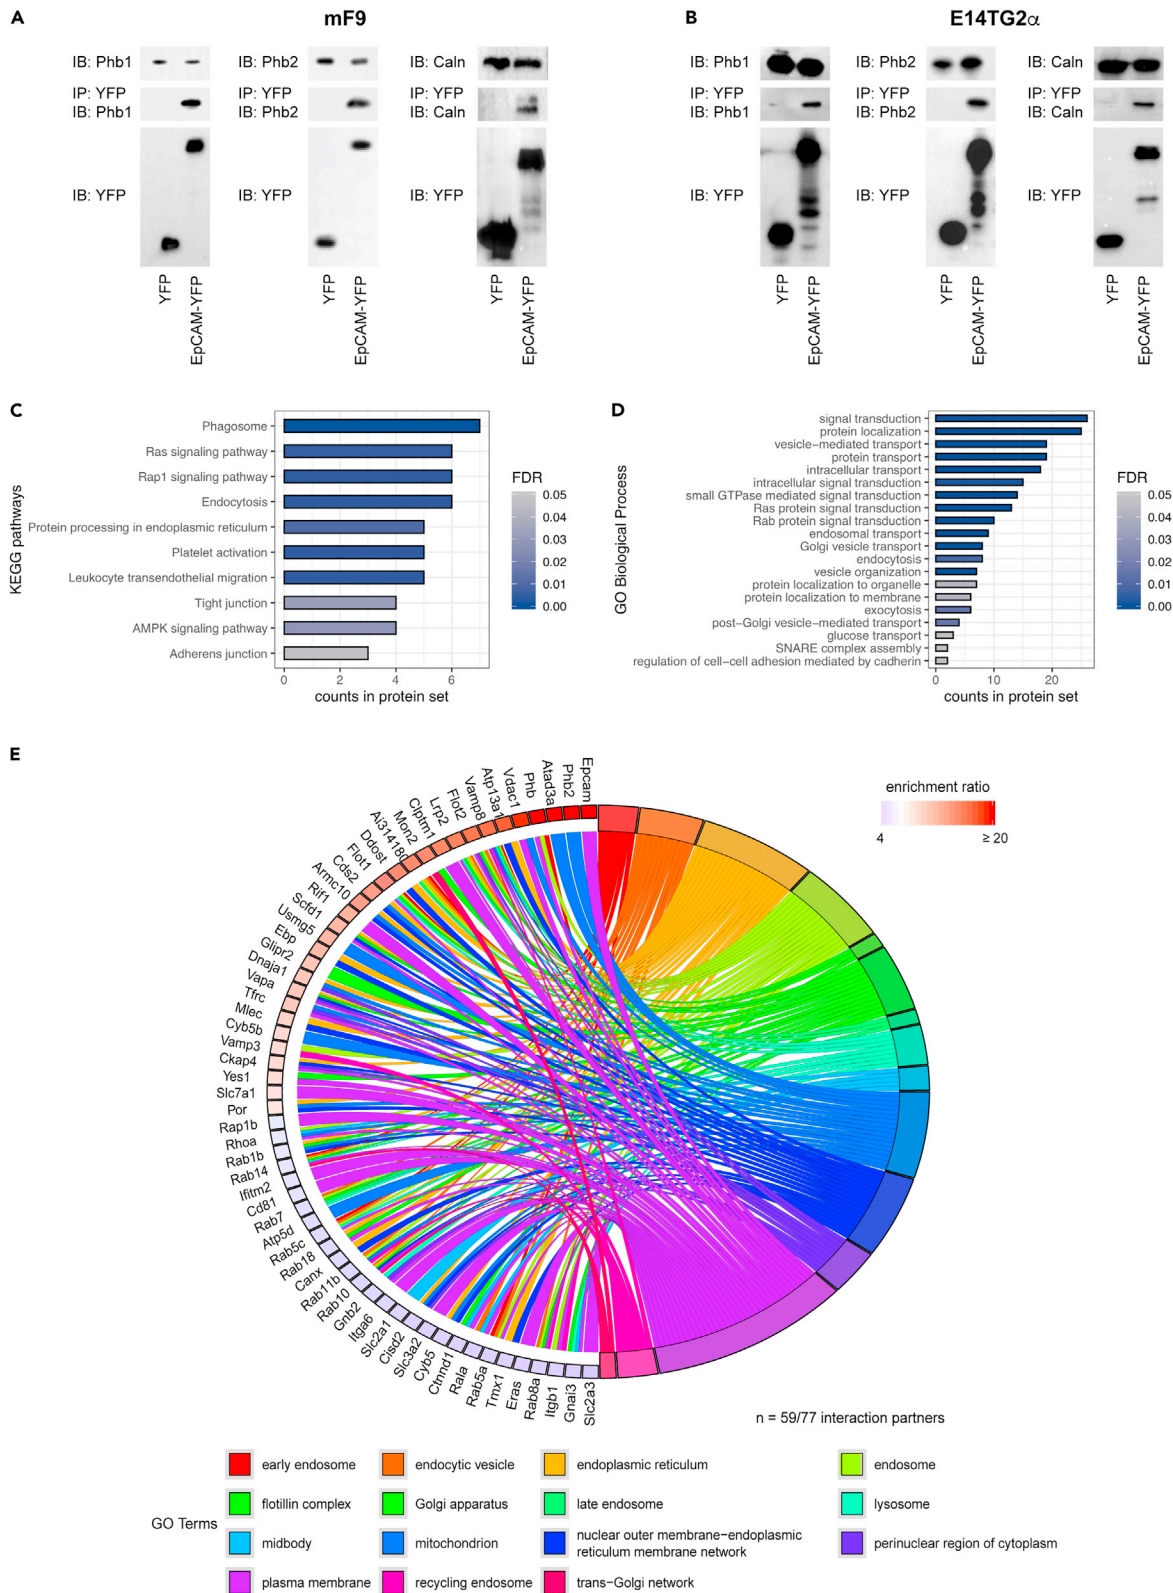 A
mF9
B
E14TG2α
IB: Phb1
IB: Phb2
IB: Caln
IB: Phb1
IB: Phb2
IB: Caln
IP: YFP
IB: Phb1
IP: YFP
IB: Phb2
IP: YFP
IB: Caln
IP: YFP
IB: Phb1
IP: YFP
IB: Phb2
IP: YFP
IB: Caln
IB: YFP
IB: YFP
IB: YFP
IB: YFP
IB: YFP
IB: YFP
YFP
EpCAM-YFP
YFP
EpCAM-YFP
YFP
EpCAM-YFP
YFP
EpCAM-YFP
YFP
EpCAM-YFP
YFP
EpCAM-YFP
C
KEGG pathways
Phagosome
Ras signaling pathway
Rap1 signaling pathway
Endocytosis
Protein processing in endoplasmic reticulum
Platelet activation
Leukocyte transendothelial migration
Tight junction
AMPK signaling pathway
Adherens junction
0 2 4 6
counts in protein set
FDR
0.05
0.04
0.03
0.02
0.01
0.00
D
GO Biological Process
signal transduction
protein localization
vesicle−mediated transport
protein transport
intracellular transport
intracellular signal transduction
small GTPase mediated signal transduction
Ras protein signal transduction
Rab protein signal transduction
endosomal transport
Golgi vesicle transport
endocytosis
vesicle organization
protein localization to organelle
protein localization to membrane
exocytosis
post−Golgi vesicle−mediated transport
glucose transport
SNARE complex assembly
regulation of cell−cell adhesion mediated by cadherin
0 10 20
counts in protein set
FDR
0.05
0.04
0.03
0.02
0.01
0.00
E
enrichment ratio
4 ≥ 20
Epcam
Phb2
Atad3a
Phb
Vdac1
Atp13a1
Vamp8
Flot2
Lrp2
Clptm1
Mon2
AI314180
Ddost
Flot1
Cds2
Armc10
Rif1
Scfd1
Usmg5
Ebp
Glipr2
Dnaja1
Vapa
Tfrc
Mlec
Cyb5b
Vamp3
Ckap4
Yes1
Slc7a1
Por
Rap1b
Rhoa
Rab1b
Rab14
Ifitm2
Cd81
Rab7
Atp5d
Rab5c
Rab18
Canx
Rab11b
Rab10
Gnb2
Itga6
Slc2a1
Cisd2
Slc3a2
Cyb5
Ctnnd1
Rala
Rab5a
Tmx1
Eras
Rab8a
Itgb1
Gnai3
Slc2a3
n = 59/77 interaction partners
GO Terms
early endosome
endocytic vesicle
endoplasmic reticulum
endosome
flotillin complex
Golgi apparatus
late endosome
lysosome
midbody
mitochondrion
nuclear outer membrane−endoplasmic
reticulum membrane network
perinuclear region of cytoplasm
plasma membrane
recycling endosome
trans−Golgi network